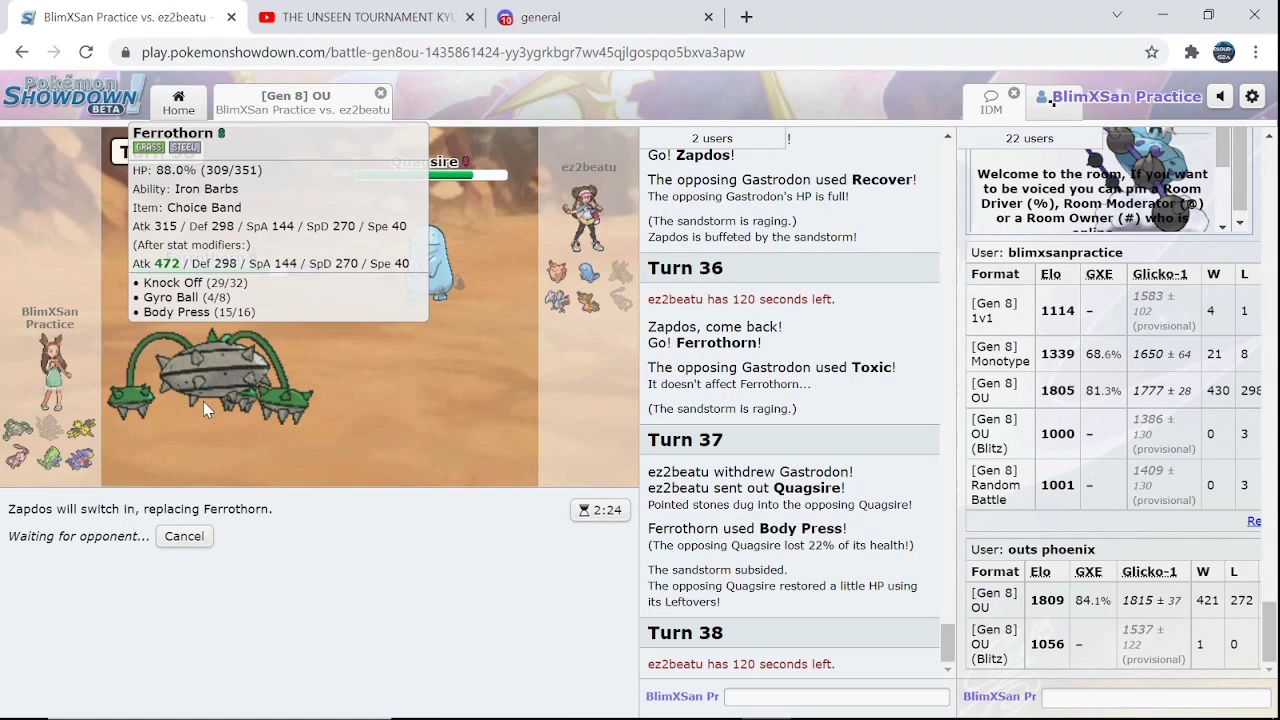 BlimXSan Practice vs. ez2beatu -
THE UNSEEN TOURNAMENT KYU
10
general
play.pokemonshowdown.com/battle-gen8ou-1435861424-yy3ygrkbgr7wv45qjlgospqo5bxva3apw
Pokémon
SHOWDOWN!
BETA
Home
[Gen 8] OU
BlimXSan Practice vs. ez2beatu
IDM
BlimXSan Practice
Ferrothorn
GRASS STEEL
HP: 88.0% (309/351)
Ability: Iron Barbs
Item: Choice Band
Atk 315 / Def 298 / SpA 144 / SpD 270 / Spe 40
(After stat modifiers:)
Atk 472 / Def 298 / SpA 144 / SpD 270 / Spe 40
• Knock Off (29/32)
• Gyro Ball (4/8)
• Body Press (15/16)
Quagsire
ez2beatu
BlimXSan
Practice
Zapdos will switch in, replacing Ferrothorn.
Waiting for opponent... Cancel
2:24
2 users
!
Go! Zapdos!
The opposing Gastrodon used Recover!
The opposing Gastrodon's HP is full!
(The sandstorm is raging.)
Zapdos is buffeted by the sandstorm!
Turn 36
ez2beatu has 120 seconds left.
Zapdos, come back!
Go! Ferrothorn!
The opposing Gastrodon used Toxic!
It doesn't affect Ferrothorn...
(The sandstorm is raging.)
Turn 37
ez2beatu withdrew Gastrodon!
ez2beatu sent out Quagsire!
Pointed stones dug into the opposing Quagsire!
Ferrothorn used Body Press!
(The opposing Quagsire lost 22% of its health!)
The sandstorm subsided.
The opposing Quagsire restored a little HP using
its Leftovers!
Turn 38
ez2beatu has 120 seconds left.
BlimXSan Pr
22 users
Welcome to the room, If you want
to be voiced you can pm a Room
Driver (%), Room Moderator (@)
or a Room Owner (#) who is
online
User: blimxsanpractice
Format Elo GXE Glicko-1 W L
[Gen 8] 1v1 1114 – 1583 ± 102 (provisional) 4 1
[Gen 8] Monotype 1339 68.6% 1650 ± 64 21 8
[Gen 8] OU 1805 81.3% 1777 ± 28 430 298
[Gen 8] OU (Blitz) 1000 – 1386 ± 130 (provisional) 0 3
[Gen 8] Random Battle 1001 – 1409 ± 130 (provisional) 0 3
Re
User: outs phoenix
Format Elo GXE Glicko-1 W L
[Gen 8] OU 1809 84.1% 1815 ± 37 421 272
[Gen 8] OU (Blitz) 1056 – 1537 ± 122 (provisional) 1 0
BlimXSan Pr